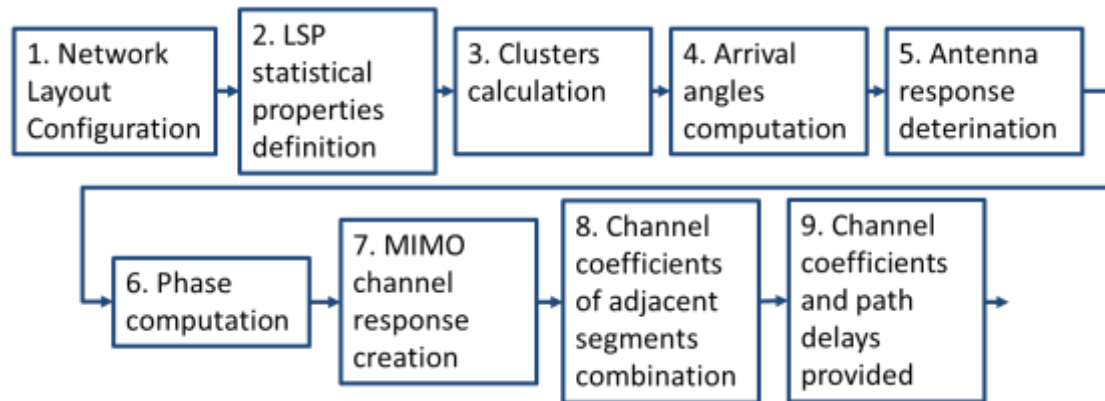 1. Network
Layout
Configuration
2. LSP
statistical
properties
definition
3. Clusters
calculation
4. Arrival
angles
computation
5. Antenna
response
deterination
6. Phase
computation
7. MIMO
channel
response
creation
8. Channel
coefficients
of adjacent
segments
combination
9. Channel
coefficients
and path
delays
provided